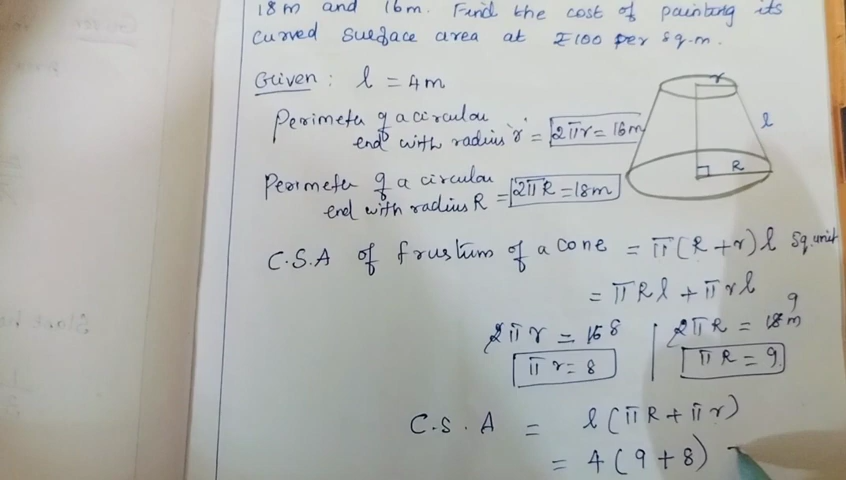 18m and 16m. Find the cost of painting its
curved surface area at ₹100 per sq.m.
Given: l = 4m
Perimeter of a circular
end with radius 'r' = 2πr = 16m
Perimeter of a circular
end with radius R = 2πR = 18m
r
l
R
C.S.A of frustum of a cone = π(R+r)l sq.unit
= πRl + πrl
2πr = 16 8
2πR = 18m 9
πr = 8
πR = 9
C.S.A = l(πR + πr)
= 4(9+8)